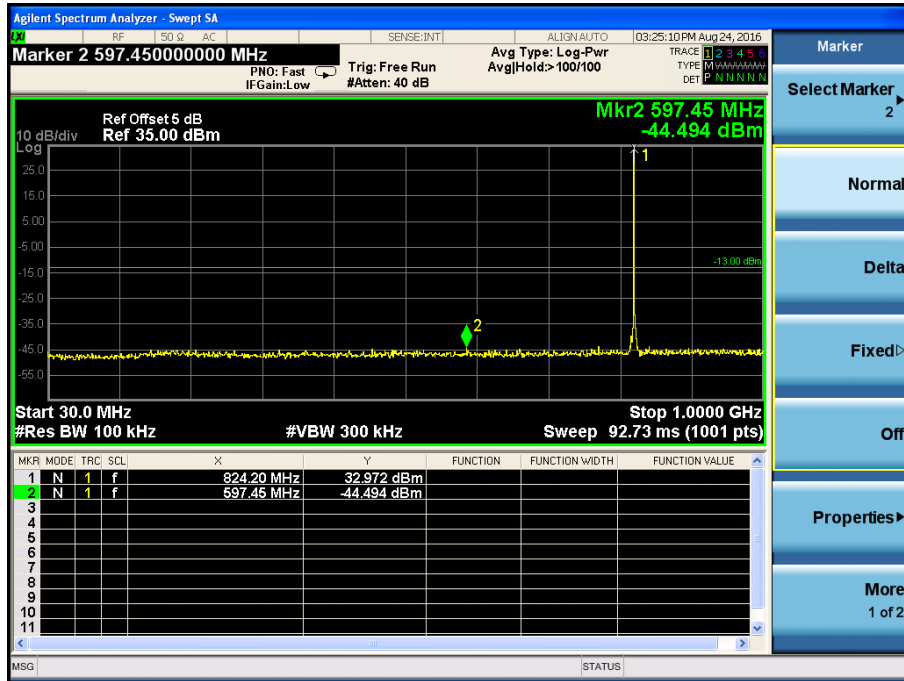 Agilent Spectrum Analyzer - Swept SA
LXI RF 50 Ω AC SENSE:INT ALIGN AUTO 03:25:10 PM Aug 24, 2016
Marker 2 597.450000000 MHz
PNO: Fast
IFGain:Low
Trig: Free Run
#Atten: 40 dB
Avg Type: Log-Pwr
Avg|Hold:>100/100
TRACE 1 2 3 4 5 6
TYPE M W W W W W
DET P N N N N N
Mkr2 597.45 MHz
-44.494 dBm
Ref Offset 5 dB
10 dB/div Ref 35.00 dBm
Log
25.0
15.0
5.00
-5.00
-15.0
-25.0
-35.0
-45.0
-55.0
1
-13.00 dBm
2
Start 30.0 MHz Stop 1.0000 GHz
#Res BW 100 kHz #VBW 300 kHz Sweep 92.73 ms (1001 pts)
MKR MODE TRC SCL X Y FUNCTION FUNCTION WIDTH FUNCTION VALUE
1 N 1 f 824.20 MHz 32.972 dBm
2 N 1 f 597.45 MHz -44.494 dBm
3
4
5
6
7
8
9
10
11
MSG STATUS
Marker
Select Marker
2
Normal
Delta
Fixed
Off
Properties
More
1 of 2